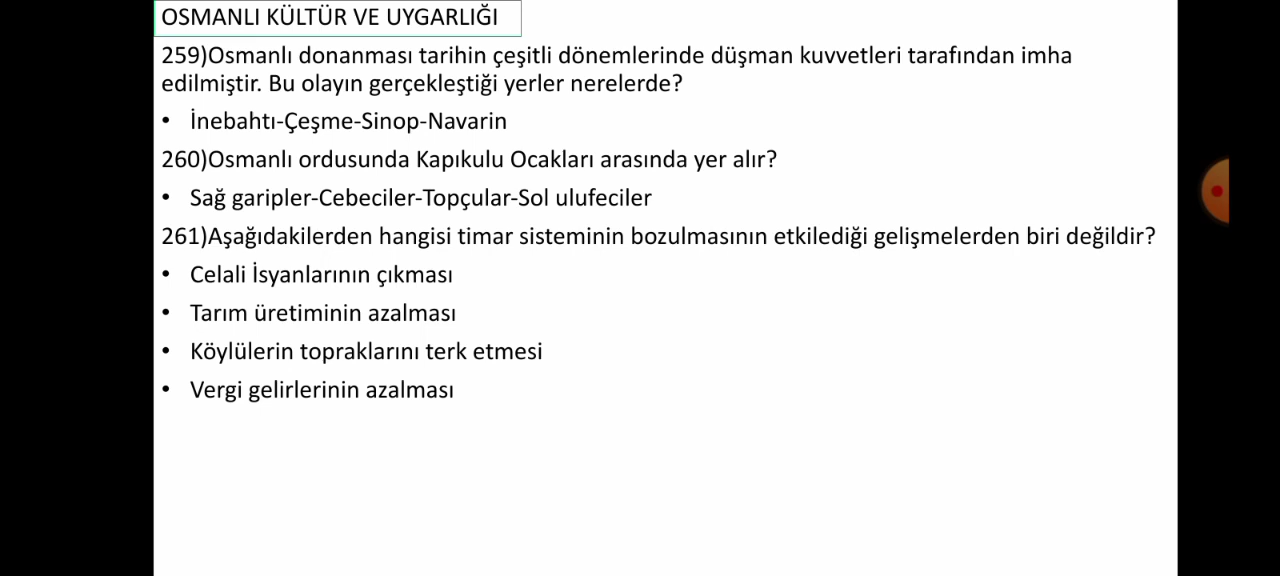 OSMANLI KÜLTÜR VE UYGARLIĞI
259)Osmanlı donanması tarihin çeşitli dönemlerinde düşman kuvvetleri tarafından imha
edilmiştir. Bu olayın gerçekleştiği yerler nerelerde?
• İnebahtı-Çeşme-Sinop-Navarin
260)Osmanlı ordusunda Kapıkulu Ocakları arasında yer alır?
• Sağ garipler-Cebeciler-Topçular-Sol ulufeciler
261)Aşağıdakilerden hangisi timar sisteminin bozulmasının etkilediği gelişmelerden biri değildir?
• Celali İsyanlarının çıkması
• Tarım üretiminin azalması
• Köylülerin topraklarını terk etmesi
• Vergi gelirlerinin azalması